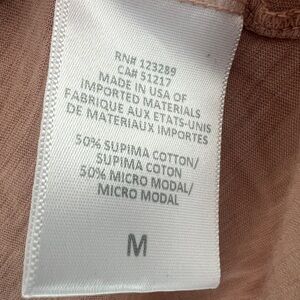 RN# 123289
CA# 51217
MADE IN USA OF
IMPORTED MATERIALS
FABRIQUE AUX ETATS-UNIS
DE MATERIAUX IMPORTES
50% SUPIMA COTTON/
SUPIMA COTON
50% MICRO MODAL/
MICRO MODAL
M